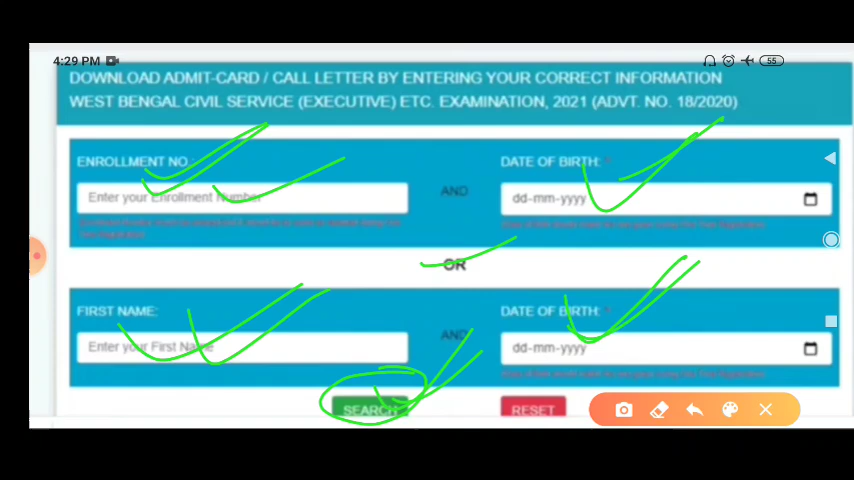 4:29 PM
55
DOWNLOAD ADMIT-CARD / CALL LETTER BY ENTERING YOUR CORRECT INFORMATION
WEST BENGAL CIVIL SERVICE (EXECUTIVE) ETC. EXAMINATION, 2021 (ADVT. NO. 18/2020)
ENROLLMENT NO.:
DATE OF BIRTH: *
Enter your Enrollment Number
AND
dd-mm-yyyy
OR
FIRST NAME:
DATE OF BIRTH: *
Enter your First Name
AND
dd-mm-yyyy
SEARCH
RESET